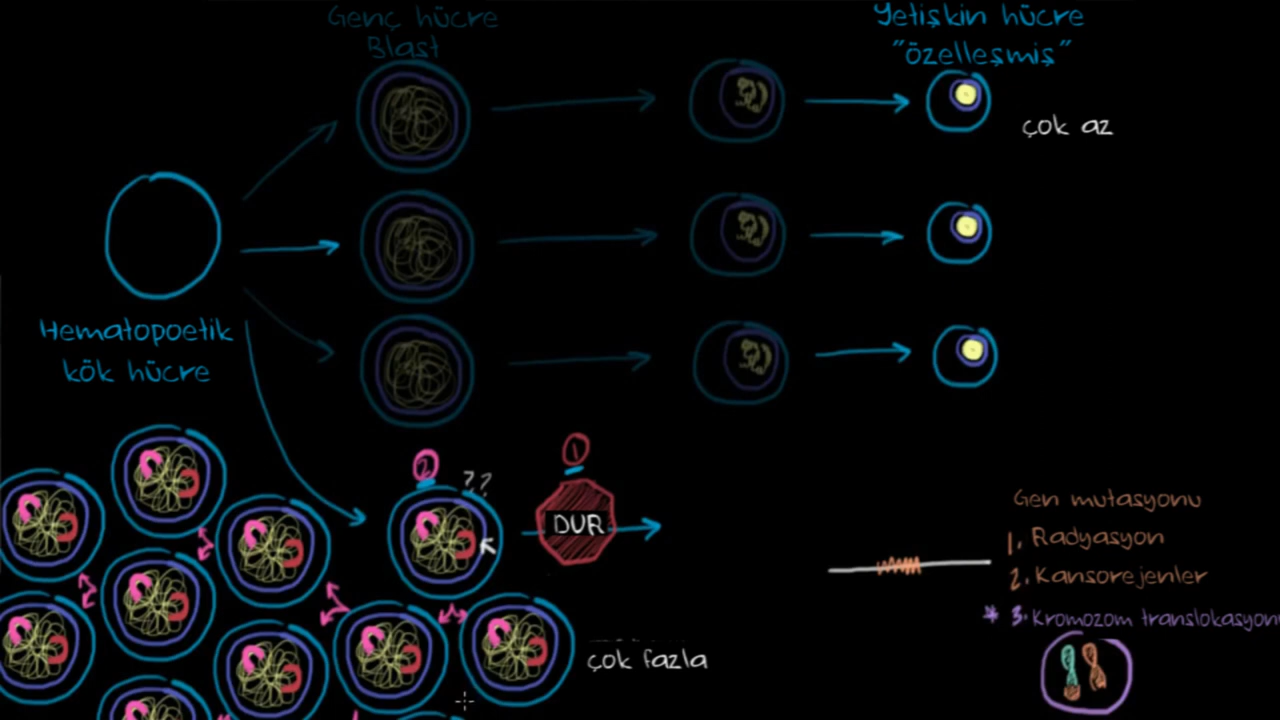 Genç hücre
Blast
Yetişkin hücre
"özelleşmiş"
çok az
Hematopoetik
kök hücre
2
??
1
DUR
çok fazla
Gen mutasyonu
1. Radyasyon
2. Kansorejenler
* 3. Kromozom translokasyonu